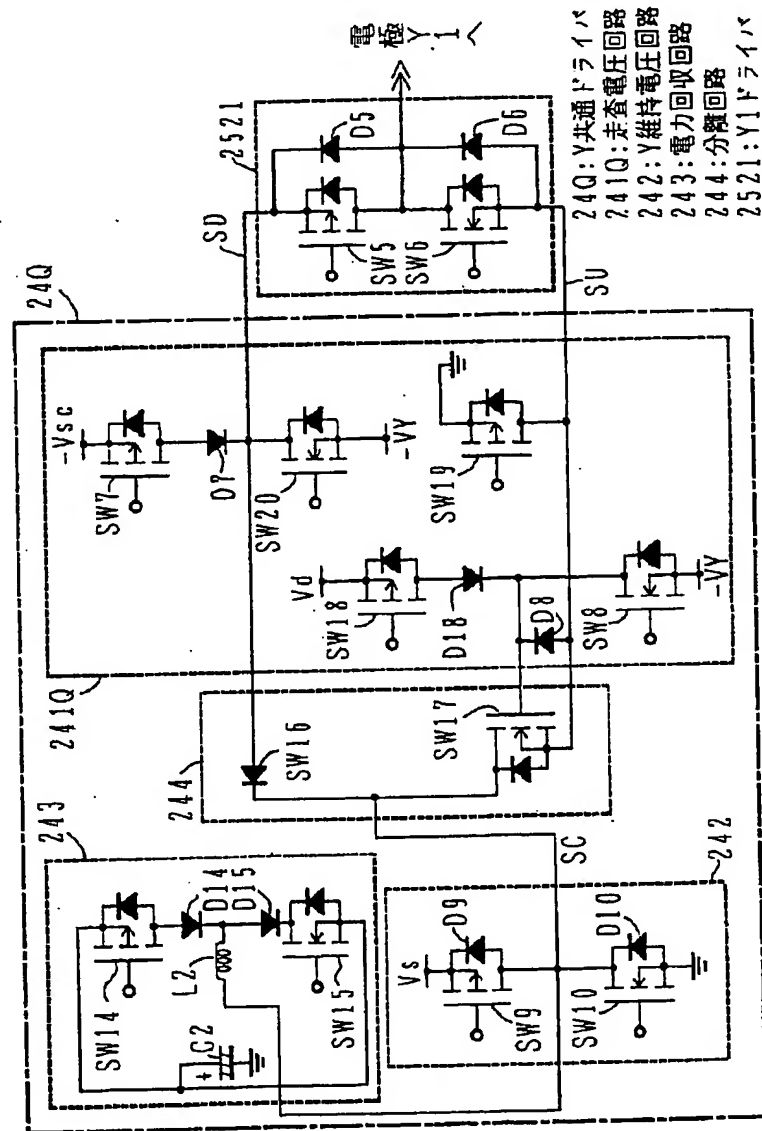 24Q
241Q
243
244
SW14
C2
+
L2
D14
D15
SW15
SW16
SW17
SC
242
Vs
D9
SW9
SW10
D10
-Vsc
SW7
D7
SW20
-VY
Vd
SW18
D18
D8
SW8
-VY
SW19
SD
SU
2521
D5
SW5
SW6
D6
電極Y1へ
24Q:Y共通ドライバ
241Q:走査電圧回路
242:Y維持電圧回路
243:電力回収回路
244:分離回路
2521:Y1ドライバ